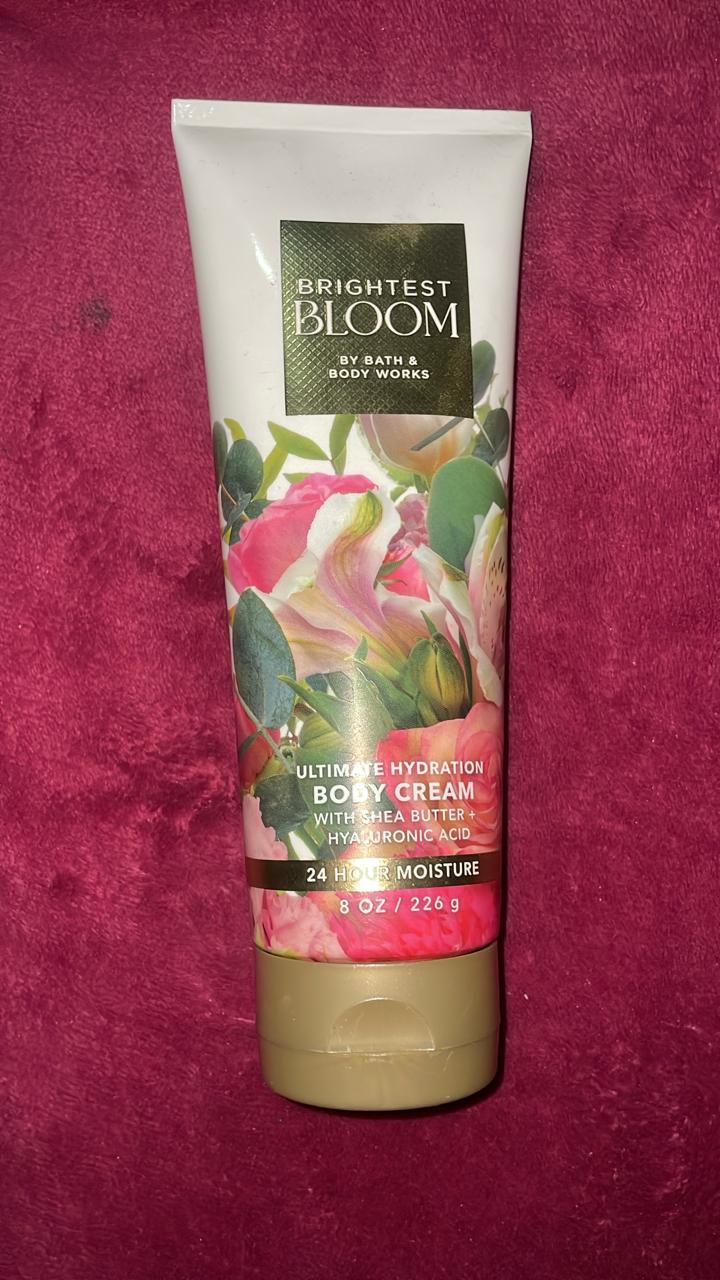 BRIGHTEST
BLOOM
BY BATH &
BODY WORKS
ULTIMATE HYDRATION
BODY CREAM
WITH SHEA BUTTER +
HYALURONIC ACID
24 HOUR MOISTURE
8 OZ / 226 g